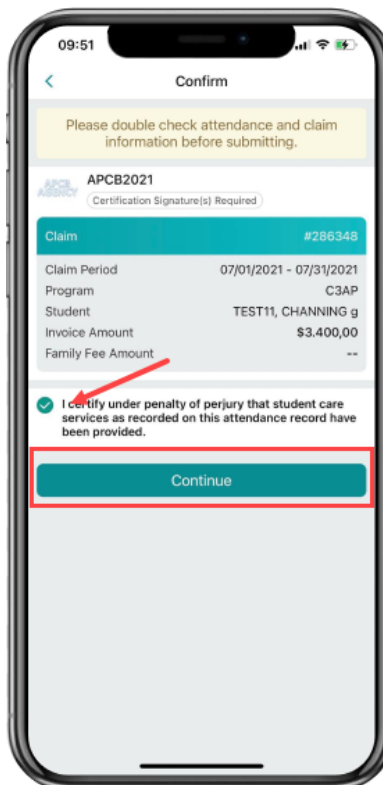 09:51
Confirm
Please double check attendance and claim
information before submitting.
APCB AGENCY
APCB2021
Certification Signature(s) Required
Claim #286348
Claim Period 07/01/2021 - 07/31/2021
Program C3AP
Student TEST11, CHANNING g
Invoice Amount $3.400,00
Family Fee Amount --
I certify under penalty of perjury that student care
services as recorded on this attendance record have
been provided.
Continue